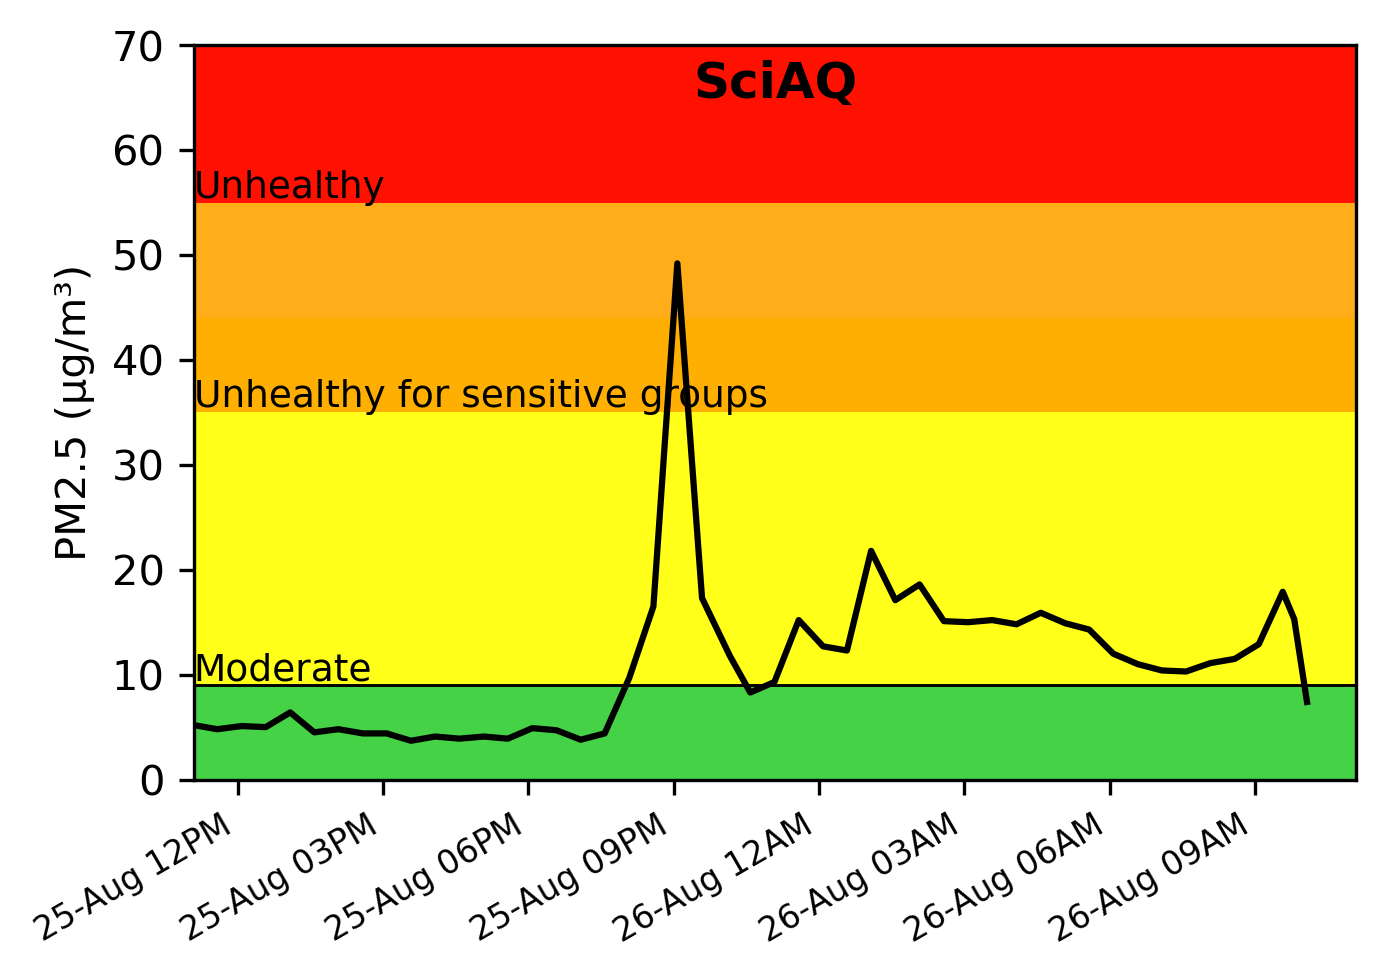 SciAQ
70
60
Unhealthy
50
40
Unhealthy for sensitive groups
30
20
Moderate
10
0
PM2.5 (µg/m³)
25-Aug 12PM
25-Aug 03PM
25-Aug 06PM
25-Aug 09PM
26-Aug 12AM
26-Aug 03AM
26-Aug 06AM
26-Aug 09AM